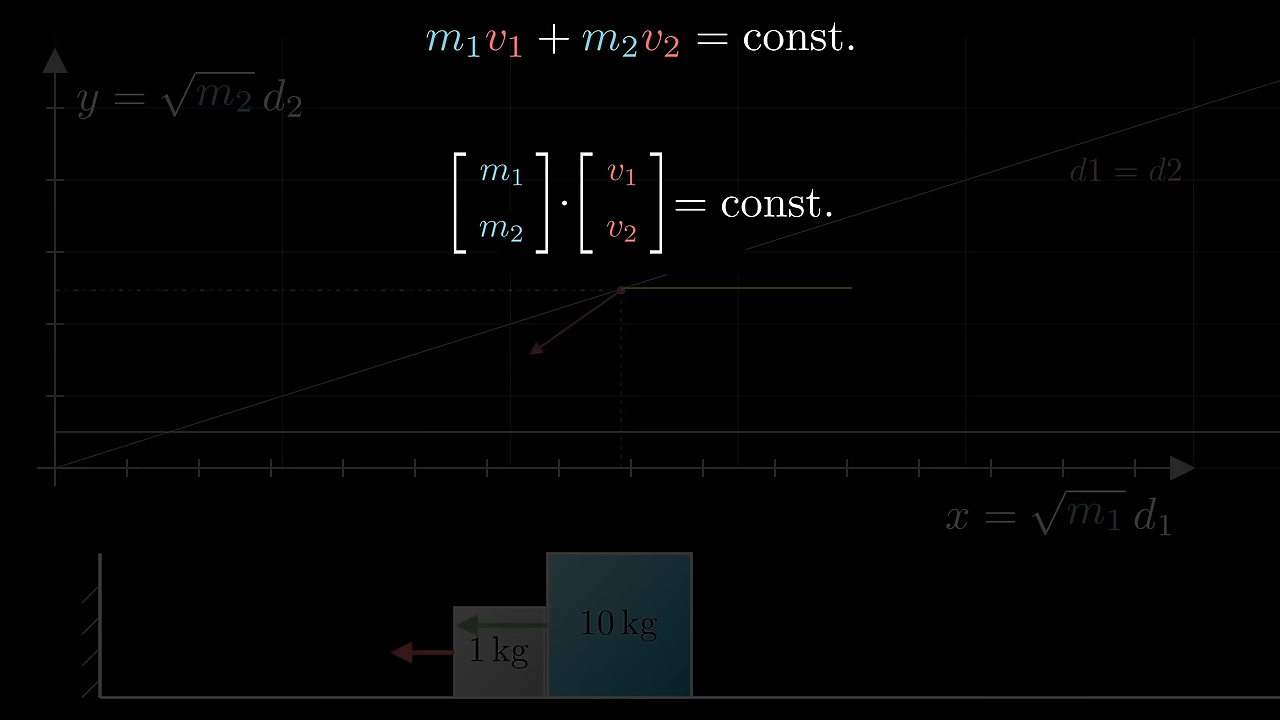 m₁v₁ + m₂v₂ = const.
y = √m₂ d₂
d1 = d2
[m₁ m₂] · [v₁ v₂] = const.
x = √m₁ d₁
10 kg
1 kg